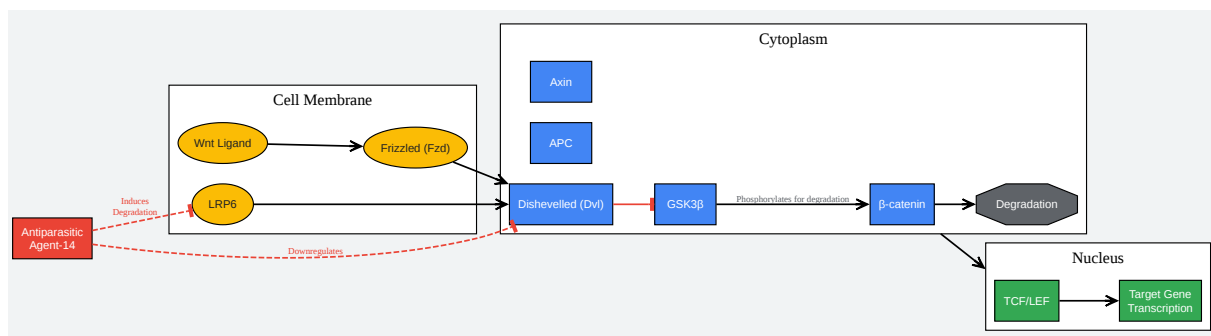 Cytoplasm
Axin
APC
Cell Membrane
Wnt Ligand
Frizzled (Fzd)
LRP6
Dishevelled (Dvl)
GSK3β
Phosphorylates for degradation
β-catenin
Degradation
Induces
Degradation
Antiparasitic
Agent-14
Downregulates
Nucleus
TCF/LEF
Target Gene
Transcription